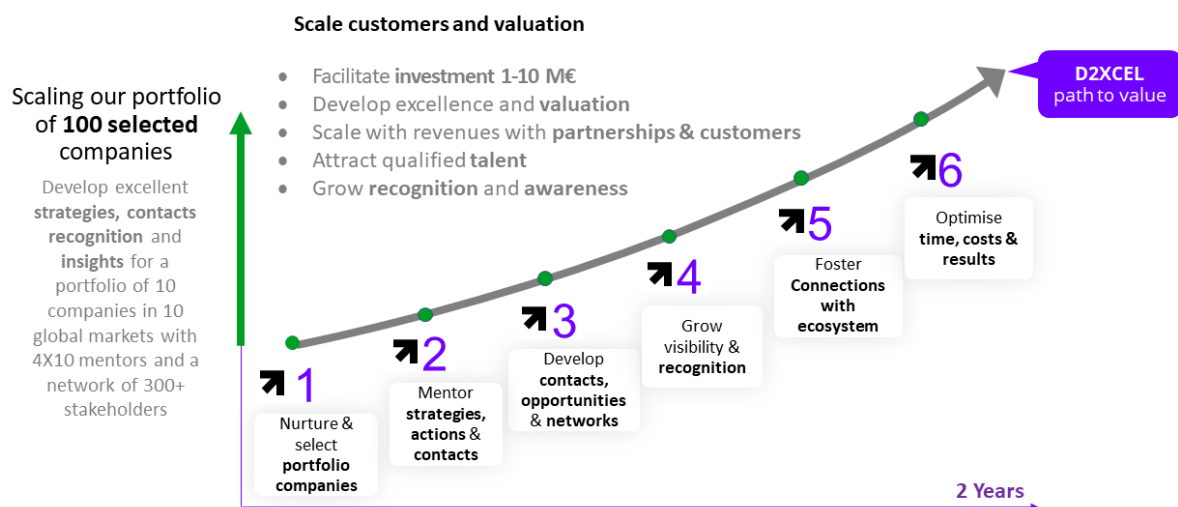 Scale customers and valuation
● Facilitate investment 1-10 M€
● Develop excellence and valuation
● Scale with revenues with partnerships & customers
● Attract qualified talent
● Grow recognition and awareness
D2XCEL
path to value
Scaling our portfolio
of 100 selected
companies
Develop excellent
strategies, contacts
recognition and
insights for a
portfolio of 10
companies in 10
global markets with
4X10 mentors and a
network of 300+
stakeholders
1
Nurture &
select
portfolio
companies
2
Mentor
strategies,
actions &
contacts
3
Develop
contacts,
opportunities
& networks
4
Grow
visibility &
recognition
5
Foster
Connections
with
ecosystem
6
Optimise
time, costs &
results
2 Years